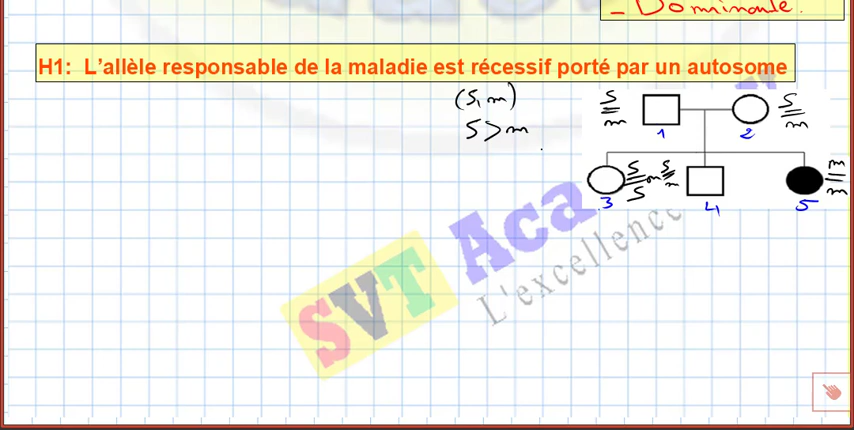 - Dominante.
H1: L'allèle responsable de la maladie est récessif porté par un autosome
(S, m)
S > m
S
m
1
2
S
m
3
S
S
ou
S
m
4
5
m
m
SVT Aca
L'excellence